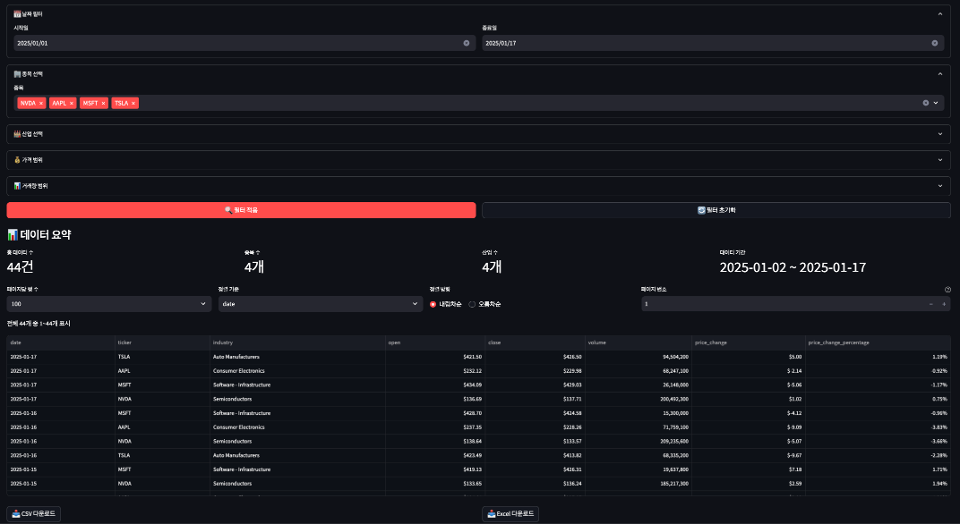 날짜 필터
시작일 종료일
2025/01/01 2025/01/17
종목 선택
종목
NVDA × AAPL × MSFT × TSLA ×
산업 선택
가격 범위
거래량 범위
필터 적용 필터 초기화
데이터 요약
총 데이터 수 종목 수 산업 수 데이터 기간
44건 4개 4개 2025-01-02 ~ 2025-01-17
페이지당 행 수 정렬 기준 정렬 방향 페이지 번호
100 date 내림차순 오름차순 1 − +
전체 44개 중 1-44개 표시
date ticker industry open close volume price_change price_change_percentage
2025-01-17 TSLA Auto Manufacturers $421.50 $426.50 94,504,300 $5.00 1.19%
2025-01-17 AAPL Consumer Electronics $232.12 $229.98 68,247,100 $-2.14 -0.92%
2025-01-17 MSFT Software - Infrastructure $434.09 $429.03 26,148,000 $-5.06 -1.17%
2025-01-17 NVDA Semiconductors $136.69 $137.71 200,492,300 $1.02 0.75%
2025-01-16 MSFT Software - Infrastructure $428.70 $424.58 15,300,000 $-4.12 -0.96%
2025-01-16 AAPL Consumer Electronics $237.35 $228.26 71,759,100 $-9.09 -3.83%
2025-01-16 NVDA Semiconductors $138.64 $133.57 209,235,600 $-5.07 -3.66%
2025-01-16 TSLA Auto Manufacturers $423.49 $413.82 68,335,200 $-9.67 -2.28%
2025-01-15 MSFT Software - Infrastructure $419.13 $426.31 19,637,800 $7.18 1.71%
2025-01-15 NVDA Semiconductors $133.65 $136.24 185,217,300 $2.59 1.94%
CSV 다운로드 Excel 다운로드